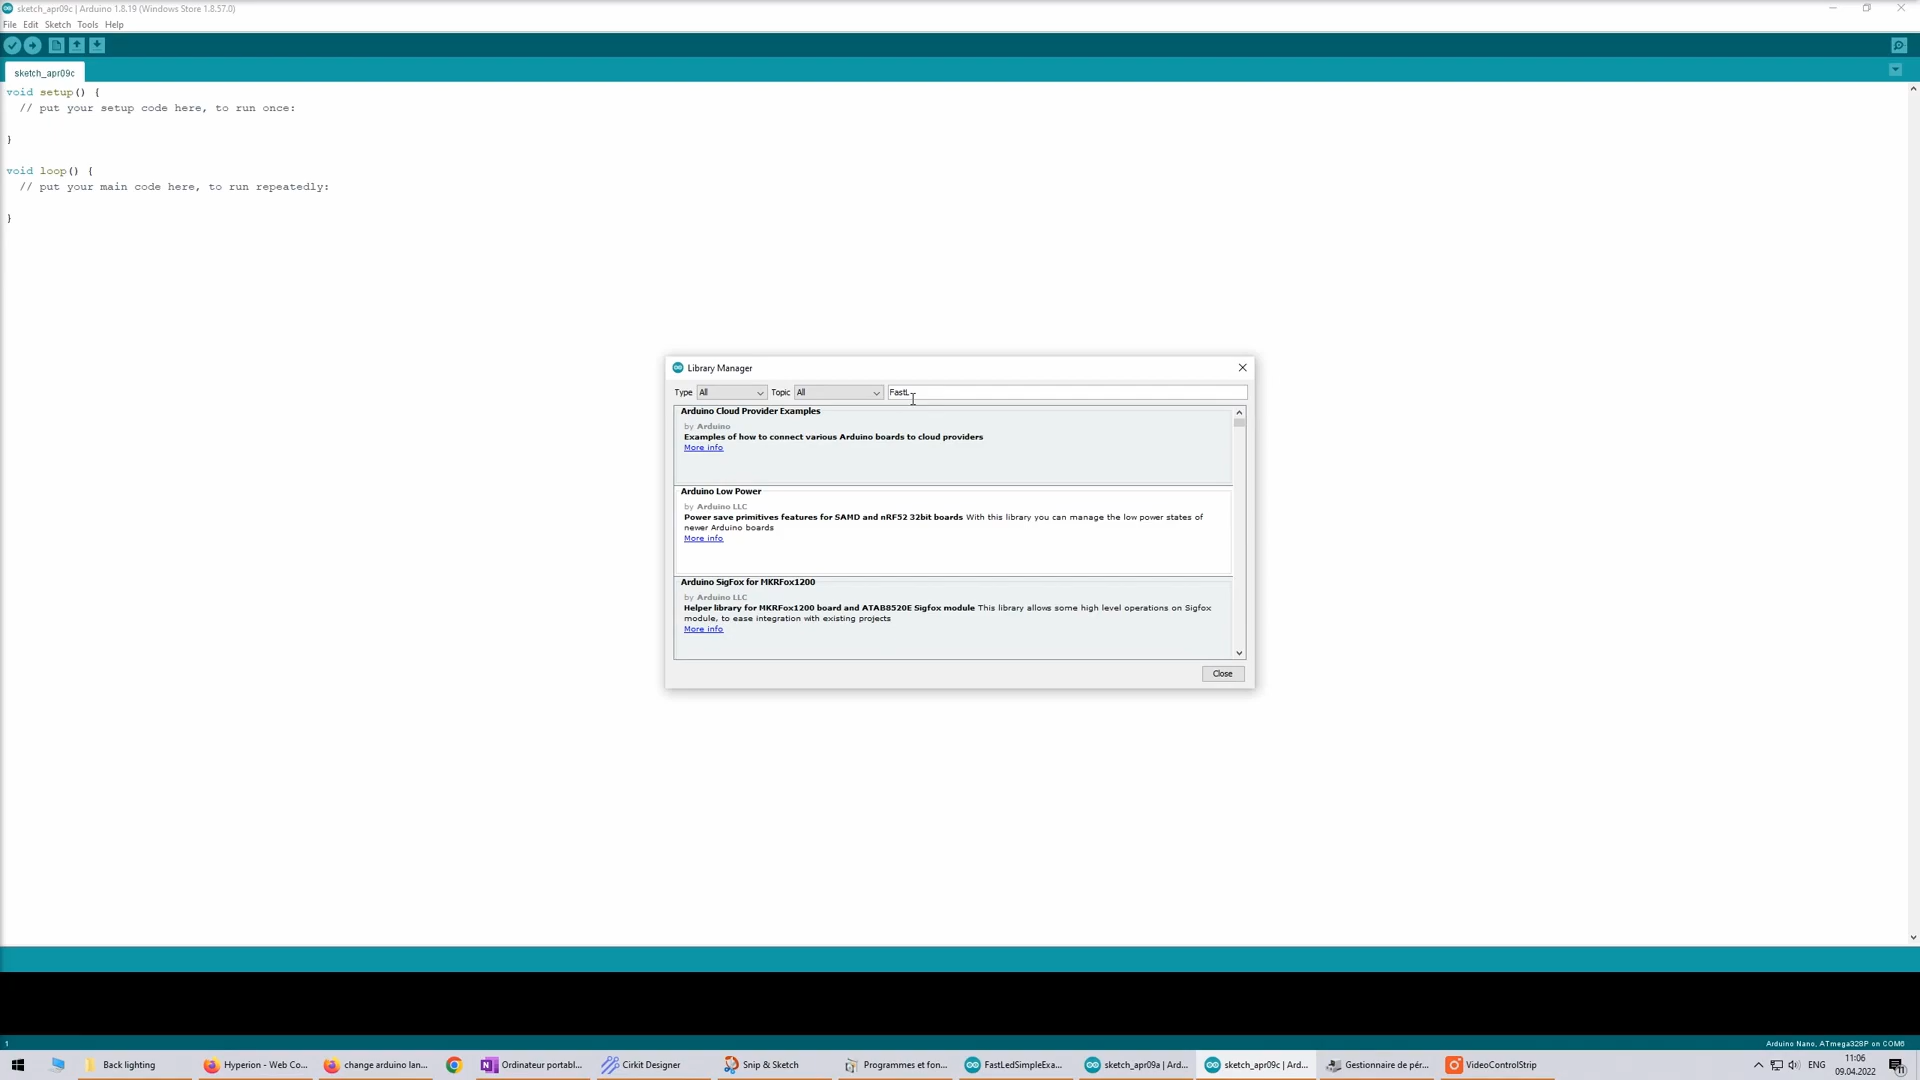 sketch_apr09c | Arduino 1.8.19 (Windows Store 1.8.57.0)
File Edit Sketch Tools Help
sketch_apr09c
void setup() {
// put your setup code here, to run once:
}
void loop() {
// put your main code here, to run repeatedly:
}
Library Manager
Type All Topic All FastL
Arduino Cloud Provider Examples
by Arduino
Examples of how to connect various Arduino boards to cloud providers
More info
Arduino Low Power
by Arduino LLC
Power save primitives features for SAMD and nRF52 32bit boards With this library you can manage the low power states of
newer Arduino boards
More info
Arduino SigFox for MKRFox1200
by Arduino LLC
Helper library for MKRFox1200 board and ATAB8520E Sigfox module This library allows some high level operations on Sigfox
module, to ease integration with existing projects
More info
Close
1
Arduino Nano, ATmega328P on COM6
Back lighting
Hyperion - Web Co...
change arduino lan...
Ordinateur portabl...
Cirkit Designer
Snip & Sketch
Programmes et fon...
FastLedSimpleExa...
sketch_apr09a | Ard...
sketch_apr09c | Ard...
Gestionnaire de pér...
VideoControlStrip
ENG
11:06
09.04.2022